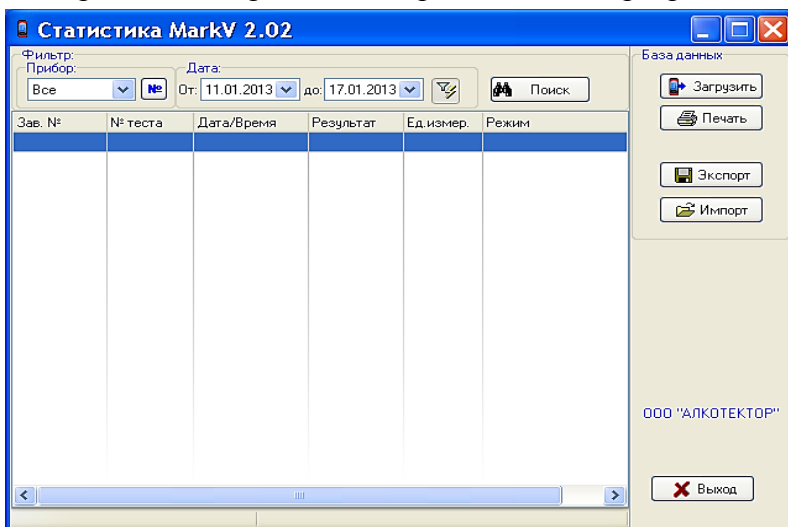 Статистика MarkV 2.02
Фильтр:
Прибор:
Дата:
Все
№
От: 11.01.2013
до: 17.01.2013
Поиск
База данных
Загрузить
Печать
Экспорт
Импорт
Зав. №
№ теста
Дата/Время
Результат
Ед.измер.
Режим
ООО "АЛКОТЕКТОР"
Выход